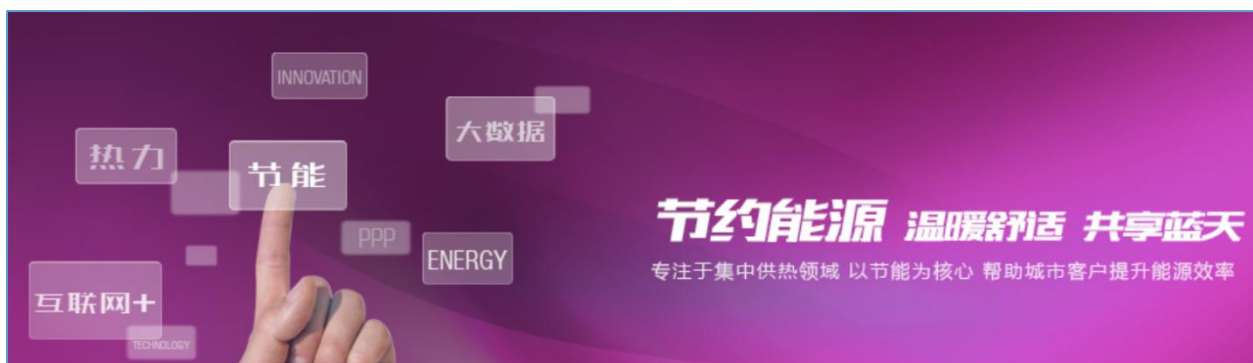 INNOVATION
大数据
热力
节能
PPP
ENERGY
互联网+
TECHNOLOGY
节约能源 温暖舒适 共享蓝天
专注于集中供热领域 以节能为核心 帮助城市客户提升能源效率